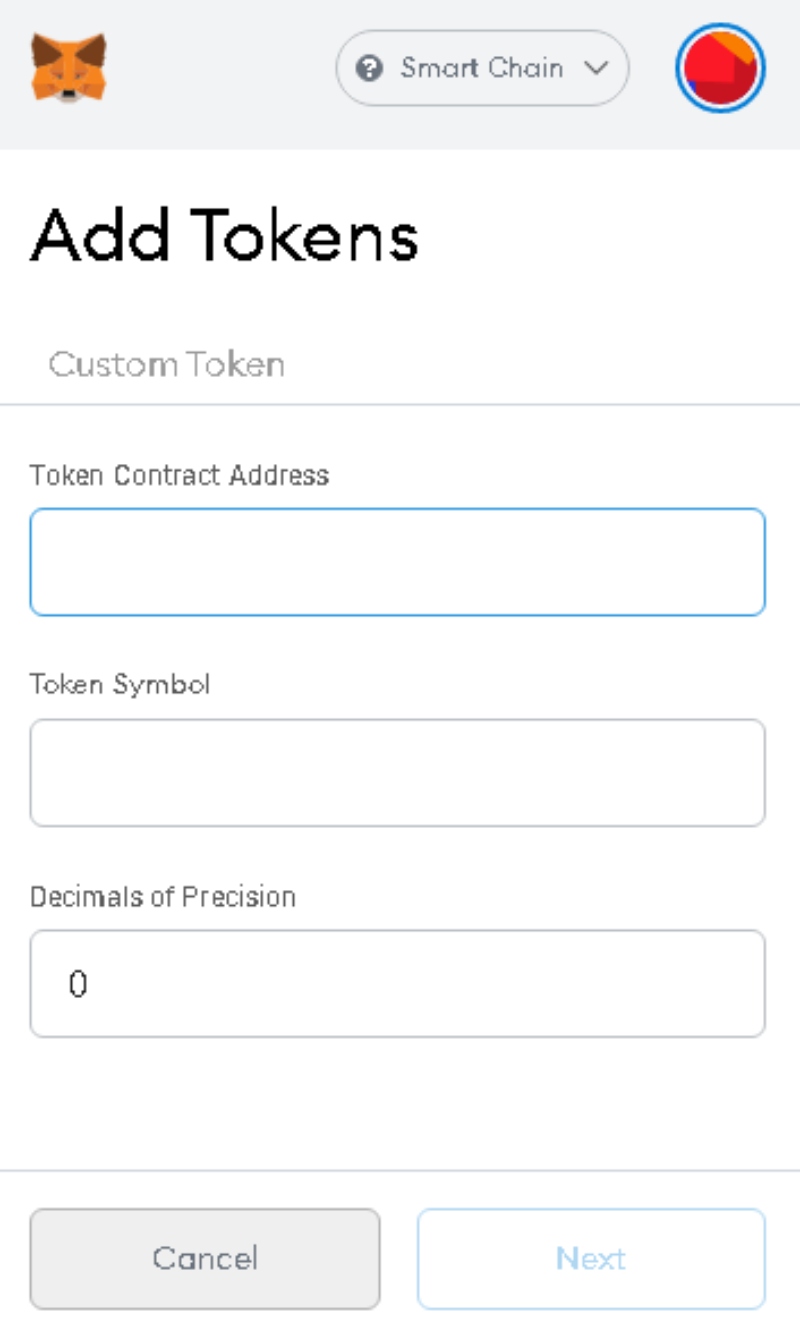 Smart Chain
Add Tokens
Custom Token
Token Contract Address
Token Symbol
Decimals of Precision
0
Cancel Next